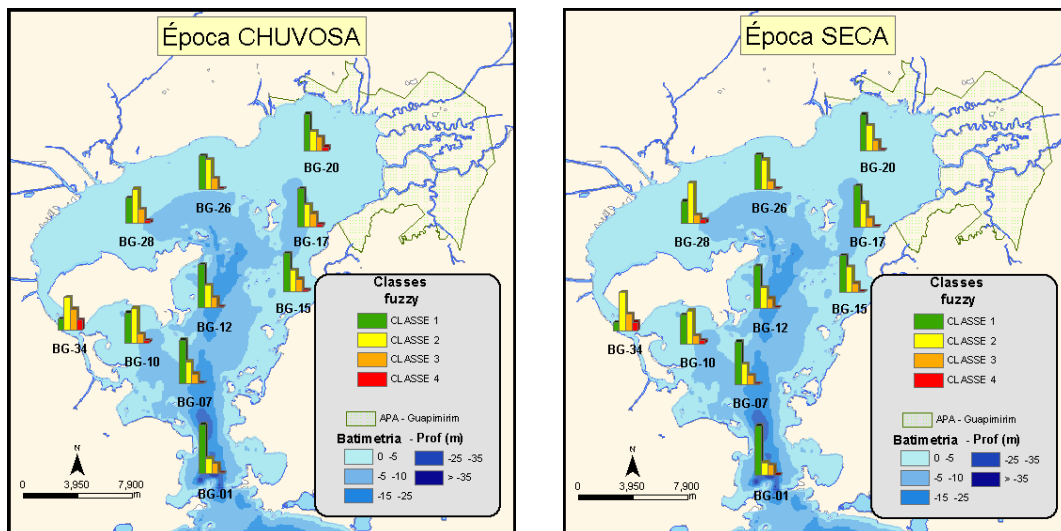 Época CHUVOSA
BG-20
BG-26
BG-28
BG-17
BG-15
BG-12
BG-34
BG-10
BG-07
BG-01
Classes
fuzzy
CLASSE 1
CLASSE 2
CLASSE 3
CLASSE 4
APA - Guapimirim
Batimetria - Prof (m)
0 -5
-25 -35
-5 -10
> -35
-15 -25
N
0 3,950 7,900
m
Época SECA
BG-20
BG-26
BG-28
BG-17
BG-15
BG-12
BG-34
BG-10
BG-07
BG-01
Classes
fuzzy
CLASSE 1
CLASSE 2
CLASSE 3
CLASSE 4
APA - Guapimirim
Batimetria - Prof (m)
0 -5
-25 -35
-5 -10
> -35
-15 -25
N
0 3,950 7,900
m